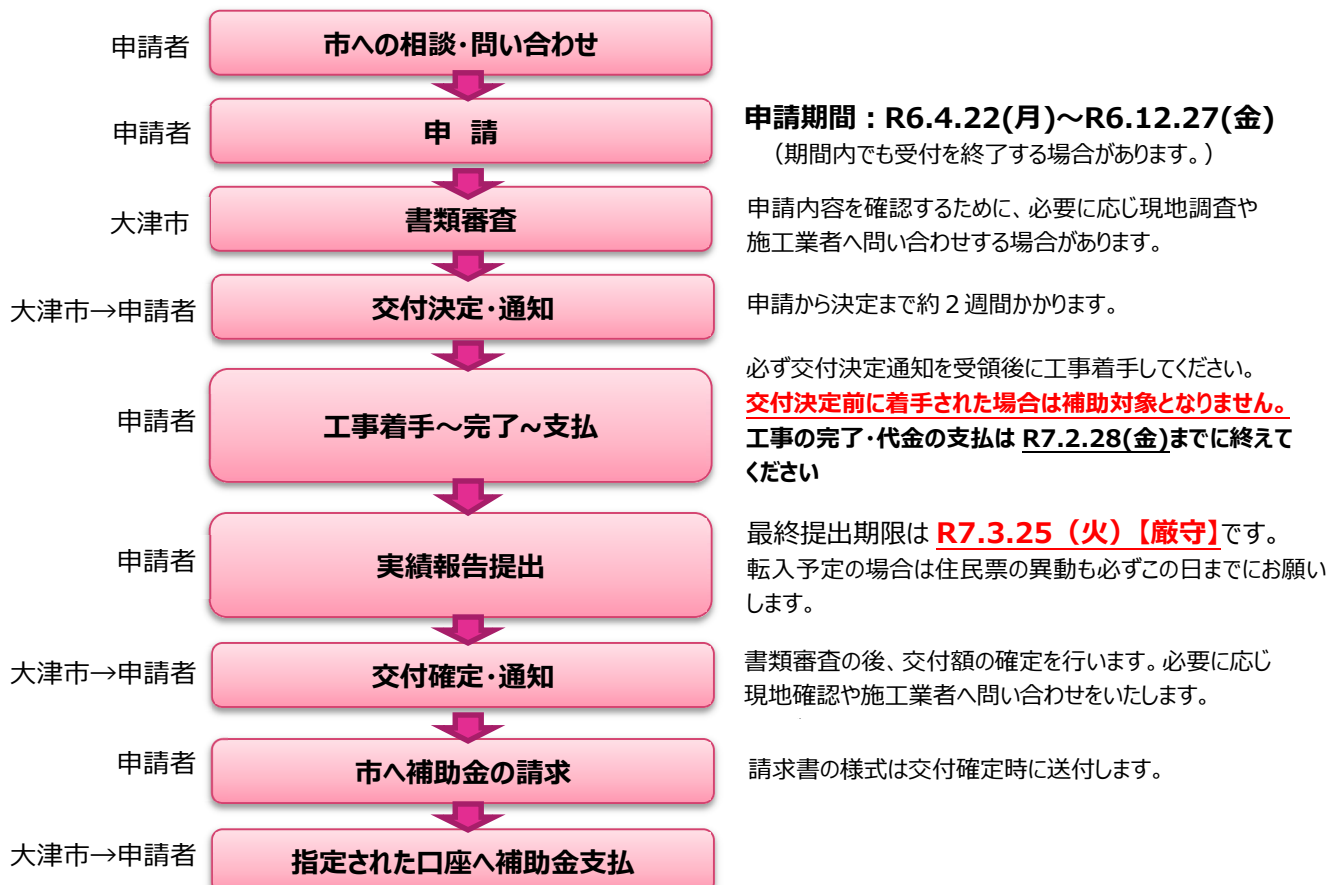 申請者
市への相談・問い合わせ
申請者
申 請
申請期間:R6.4.22(月)~R6.12.27(金)
(期間内でも受付を終了する場合があります。)
大津市
書類審査
申請内容を確認するために、必要に応じ現地調査や
施工業者へ問い合わせする場合があります。
大津市→申請者
交付決定・通知
申請から決定まで約2週間かかります。
申請者
工事着手~完了~支払
必ず交付決定通知を受領後に工事着手してください。
交付決定前に着手された場合は補助対象となりません。
工事の完了・代金の支払は R7.2.28(金)までに終えて
ください
申請者
実績報告提出
最終提出期限は R7.3.25(火)【厳守】です。
転入予定の場合は住民票の異動も必ずこの日までにお願い
します。
大津市→申請者
交付確定・通知
書類審査の後、交付額の確定を行います。必要に応じ
現地確認や施工業者へ問い合わせをいたします。
申請者
市へ補助金の請求
請求書の様式は交付確定時に送付します。
大津市→申請者
指定された口座へ補助金支払